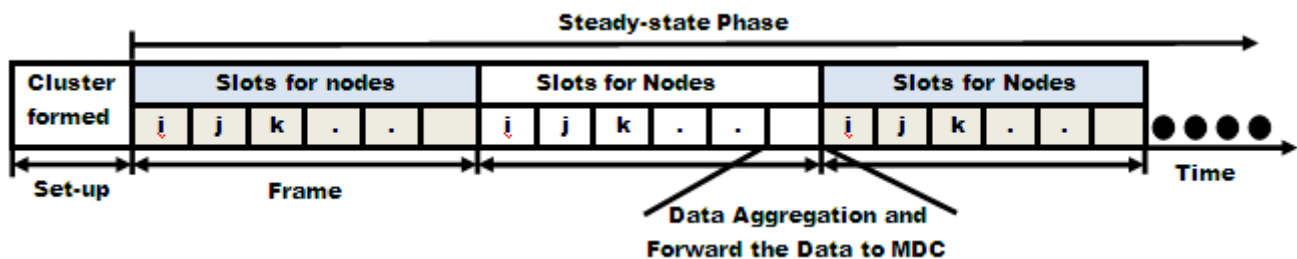 Steady-state Phase
Cluster formed
Slots for nodes
Slots for Nodes
Slots for Nodes
i j k . .
i j k . .
i j k . .
Set-up
Frame
Time
Data Aggregation and
Forward the Data to MDC